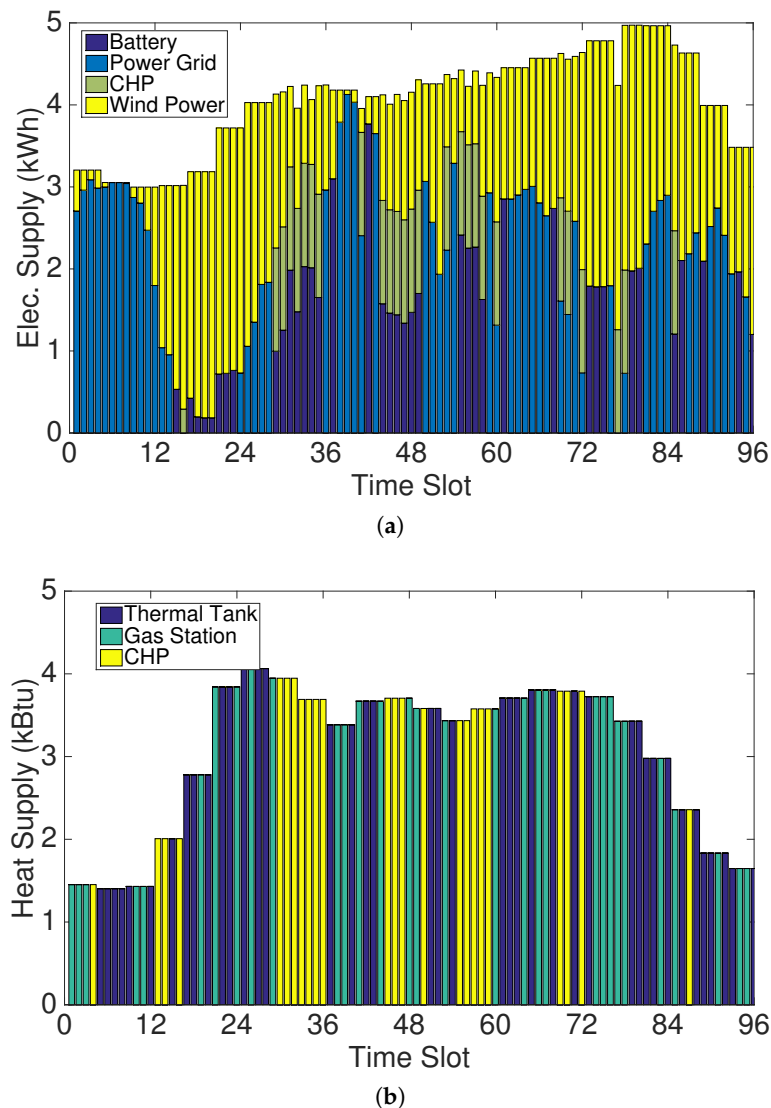 5
4
3
2
1
0
Elec. Supply (kWh)
Battery
Power Grid
CHP
Wind Power
0 12 24 36 48 60 72 84 96
Time Slot
(a)
5
4
3
2
1
0
Heat Supply (kBtu)
Thermal Tank
Gas Station
CHP
0 12 24 36 48 60 72 84 96
Time Slot
(b)